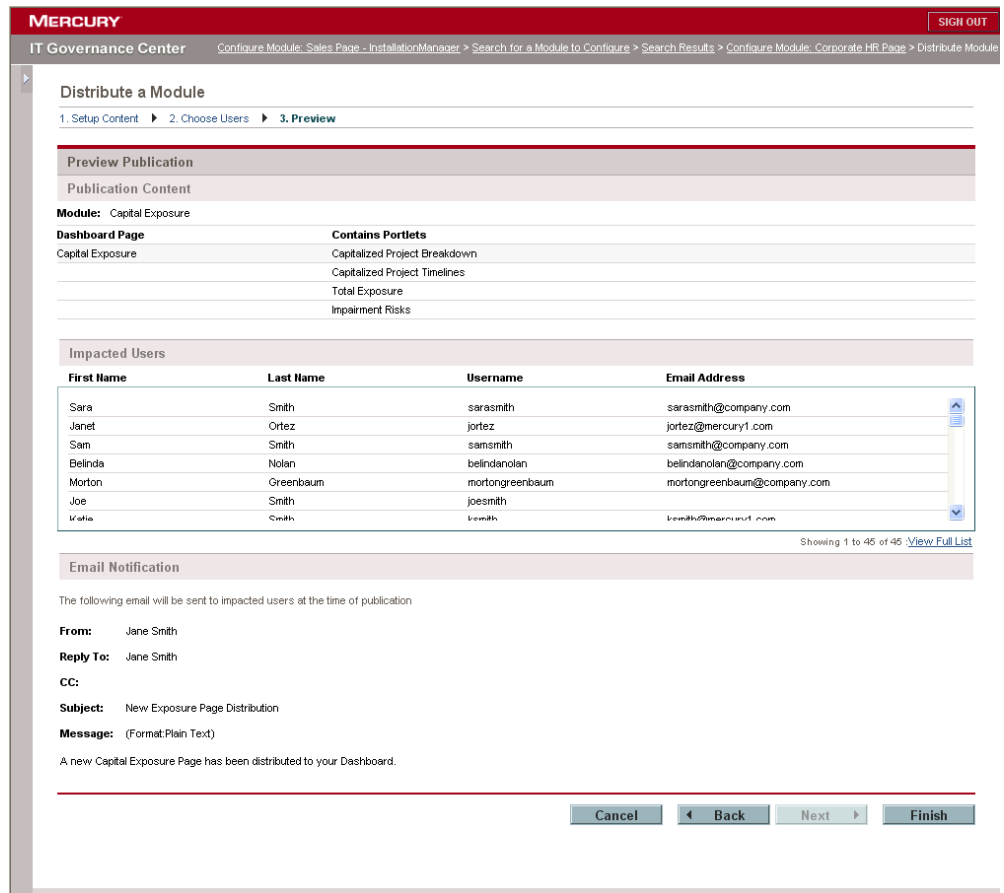 MERCURY
SIGN OUT
IT Governance Center
Configure Module: Sales Page - InstallationManager > Search for a Module to Configure > Search Results > Configure Module: Corporate HR Page > Distribute Module
Distribute a Module
1. Setup Content 2. Choose Users 3. Preview
Preview Publication
Publication Content
Module: Capital Exposure
Dashboard Page Contains Portlets
Capital Exposure Capitalized Project Breakdown
Capitalized Project Timelines
Total Exposure
Impairment Risks
Impacted Users
First Name Last Name Username Email Address
Sara Smith sarasmith sarasmith@company.com
Janet Ortez jortez jortez@mercury1.com
Sam Smith samsmith samsmith@company.com
Belinda Nolan belindanolan belindanolan@company.com
Morton Greenbaum mortongreenbaum mortongreenbaum@company.com
Joe Smith joesmith
Katie Smith ksmith ksmith@mercury1.com
Showing 1 to 45 of 45 :View Full List
Email Notification
The following email will be sent to impacted users at the time of publication
From: Jane Smith
Reply To: Jane Smith
CC:
Subject: New Exposure Page Distribution
Message: (Format:Plain Text)
A new Capital Exposure Page has been distributed to your Dashboard.
Cancel Back Next Finish